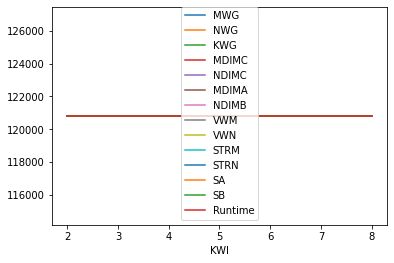 126000
124000
122000
120000
118000
116000
MWG
NWG
KWG
MDIMC
NDIMC
MDIMA
NDIMB
VWM
VWN
STRM
STRN
SA
SB
Runtime
2 3 4 5 6 7 8
KWI